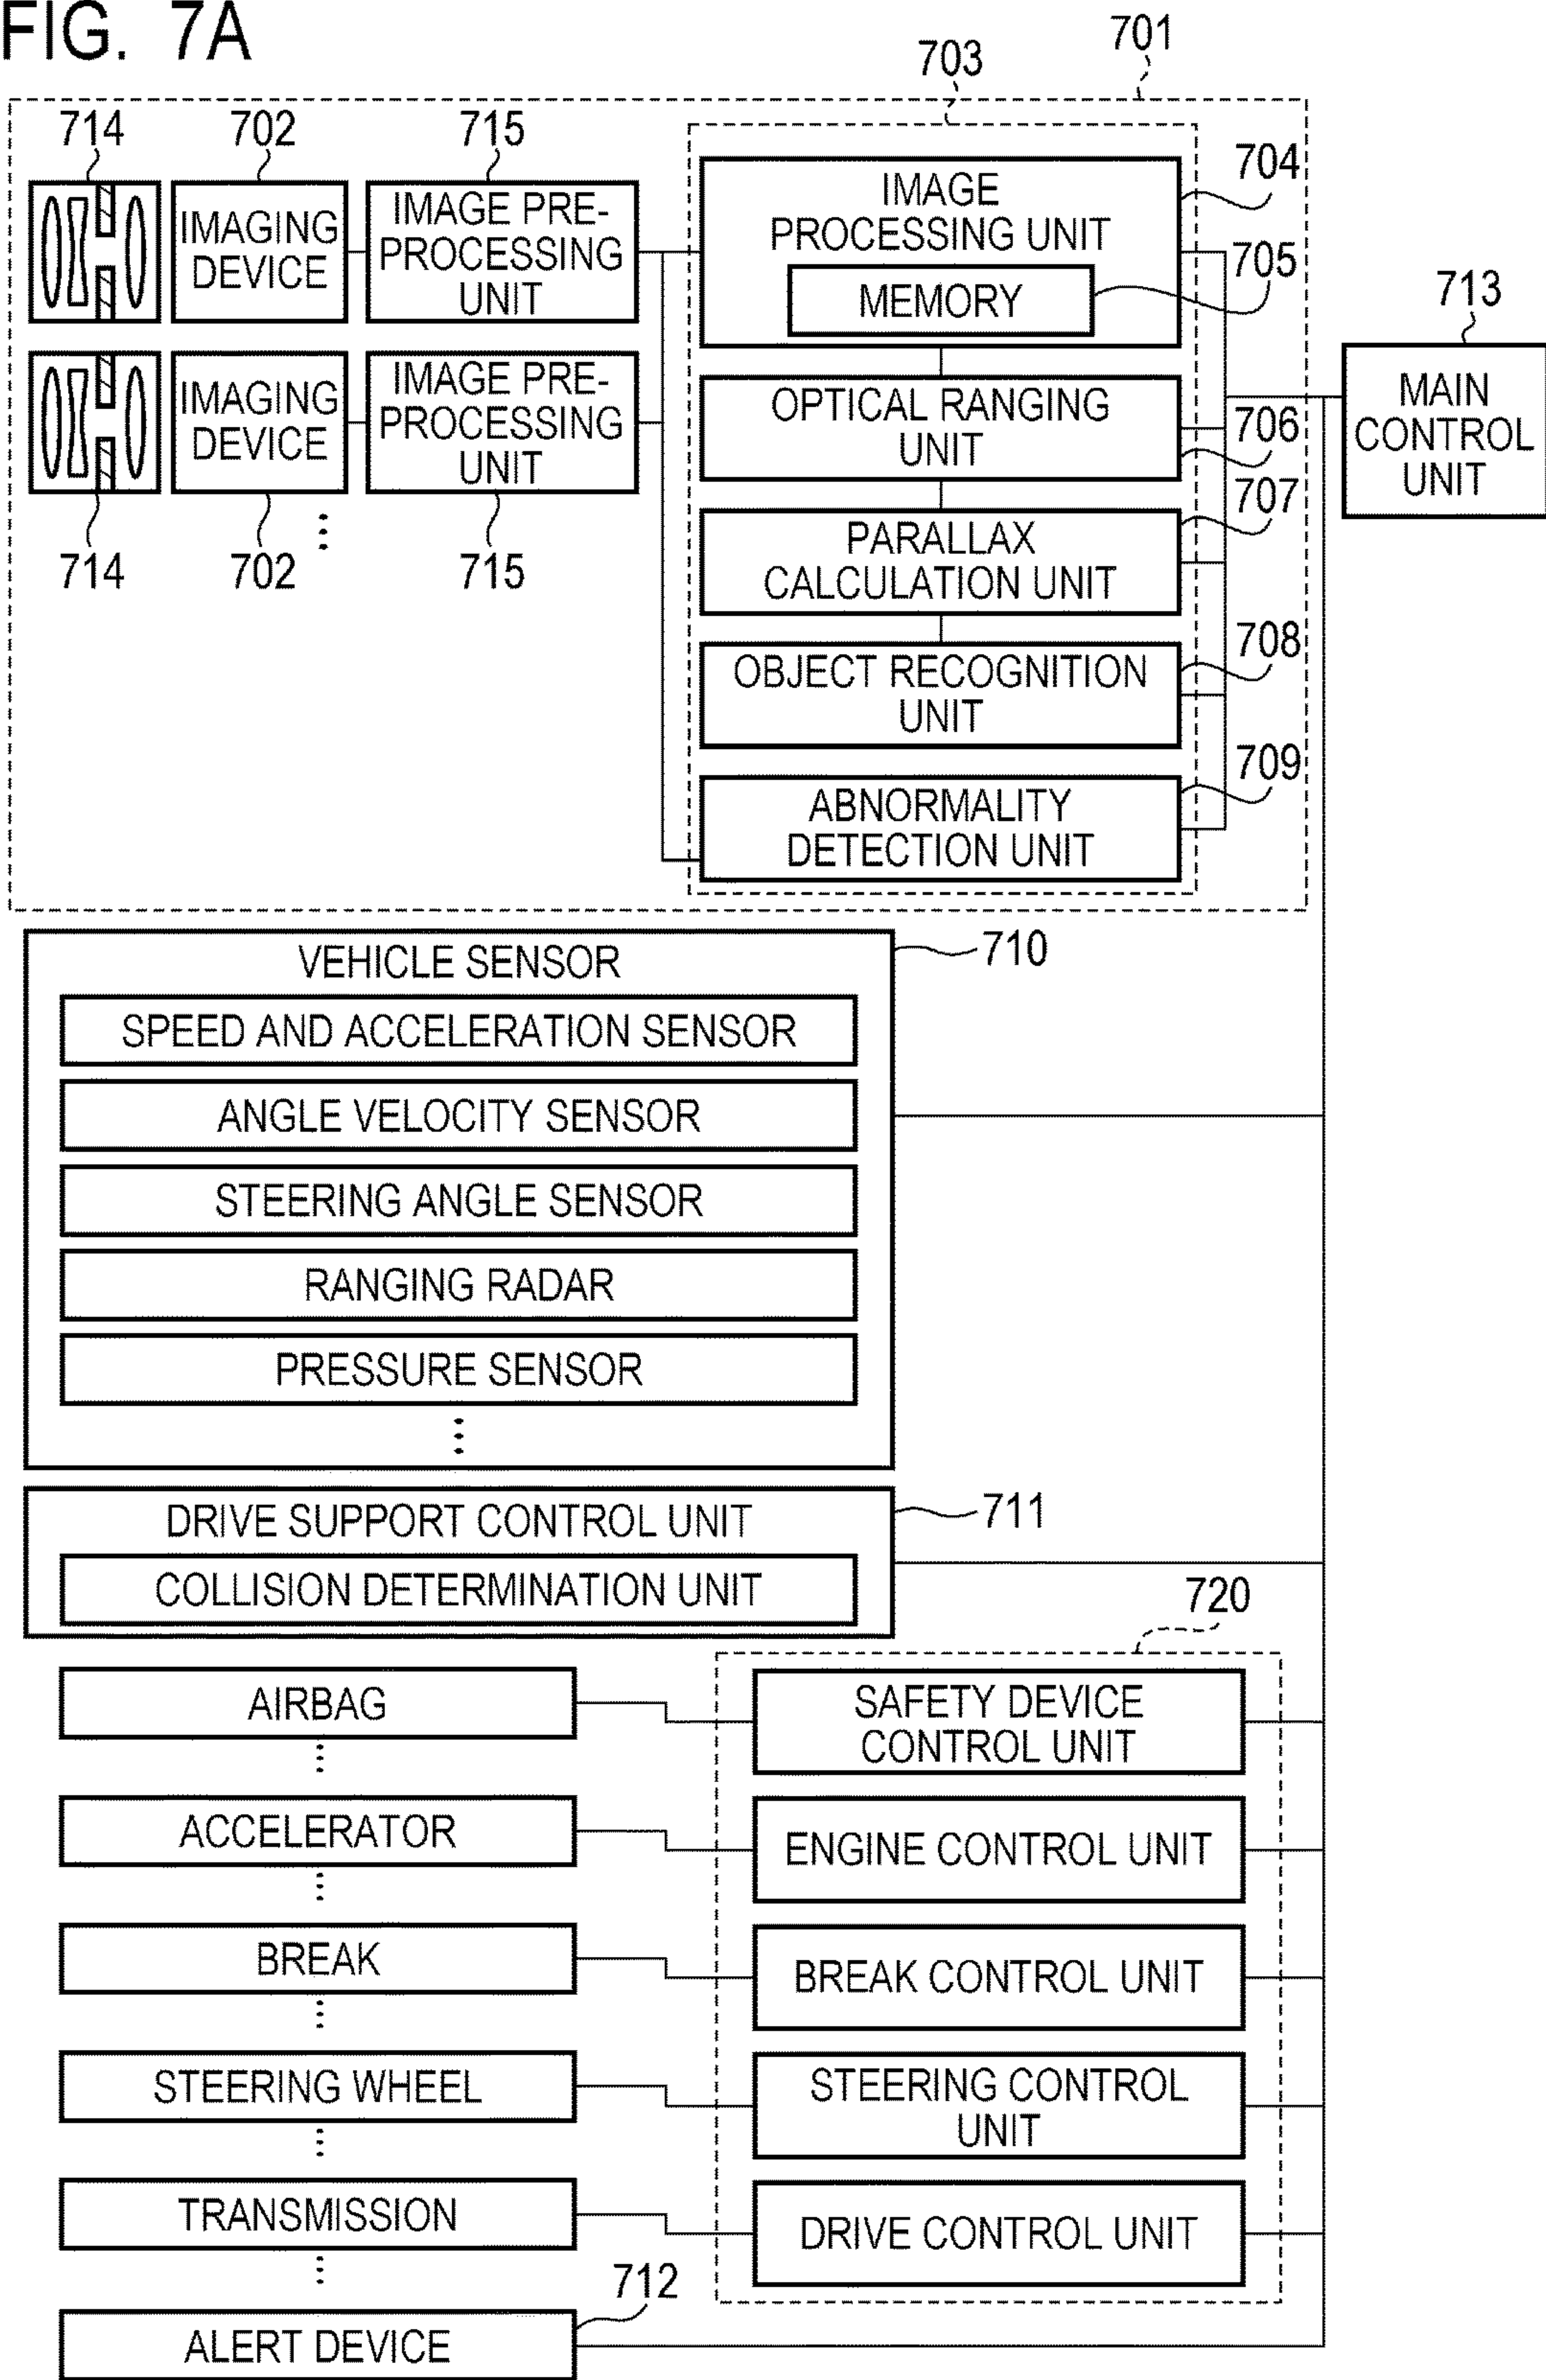 FIG. 7A
701
703
714
702
715
704
IMAGING
DEVICE
IMAGE PRE-
PROCESSING
UNIT
IMAGE
PROCESSING UNIT
705
MEMORY
713
MAIN
CONTROL
UNIT
IMAGING
DEVICE
IMAGE PRE-
PROCESSING
UNIT
OPTICAL RANGING
UNIT
706
714
702
715
707
PARALLAX
CALCULATION UNIT
708
OBJECT RECOGNITION
UNIT
709
ABNORMALITY
DETECTION UNIT
VEHICLE SENSOR
710
SPEED AND ACCELERATION SENSOR
ANGLE VELOCITY SENSOR
STEERING ANGLE SENSOR
RANGING RADAR
PRESSURE SENSOR
DRIVE SUPPORT CONTROL UNIT
711
COLLISION DETERMINATION UNIT
720
AIRBAG
SAFETY DEVICE
CONTROL UNIT
ACCELERATOR
ENGINE CONTROL UNIT
BREAK
BREAK CONTROL UNIT
STEERING WHEEL
STEERING CONTROL
UNIT
TRANSMISSION
DRIVE CONTROL UNIT
712
ALERT DEVICE